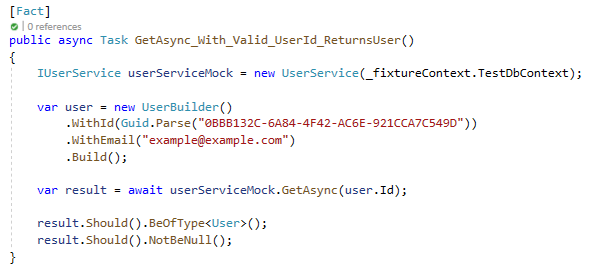 [Fact]
| 0 references
public async Task GetAsync_With_Valid_UserId_ReturnsUser()
{
IUserService userServiceMock = new UserService(_fixtureContext.TestDbContext);
var user = new UserBuilder()
.WithId(Guid.Parse("0BBB132C-6A84-4F42-AC6E-921CCA7C549D"))
.WithEmail("example@example.com")
.Build();
var result = await userServiceMock.GetAsync(user.Id);
result.Should().BeOfType<User>();
result.Should().NotBeNull();
}